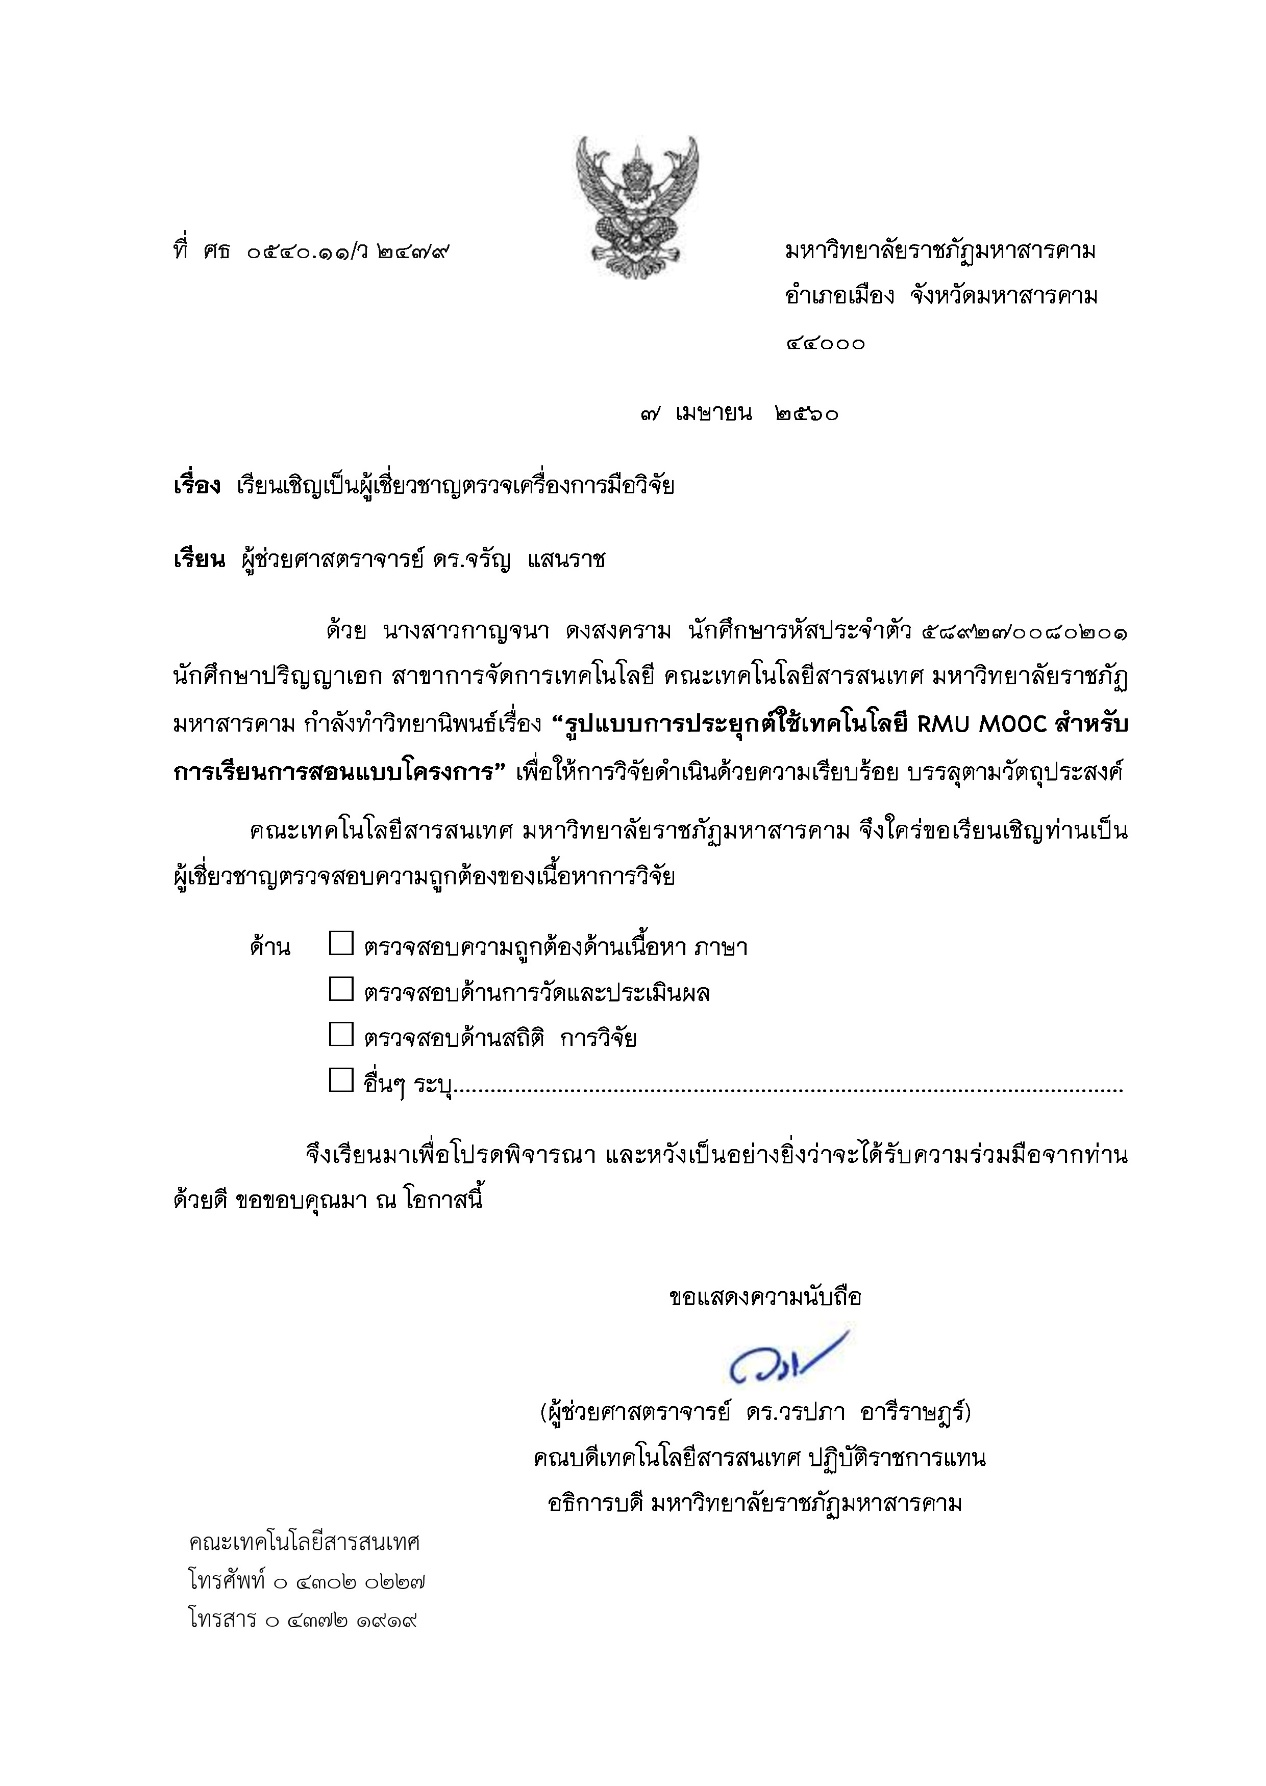 ที่ ศธ ๐๕๔๐.๑๑/ว ๒๔๗๙
มหาวิทยาลัยราชภัฏมหาสารคาม
อำเภอเมือง จังหวัดมหาสารคาม
๔๔๐๐๐
๗ เมษายน ๒๕๖๐
เรื่อง เรียนเชิญเป็นผู้เชี่ยวชาญตรวจเครื่องการมือวิจัย
เรียน ผู้ช่วยศาสตราจารย์ ดร.จรัญ แสนราช
ด้วย นางสาวกาญจนา ดงสงคราม นักศึกษารหัสประจำตัว ๕๘๙๒๗๐๐๘๐๒๐๑
นักศึกษาปริญญาเอก สาขาการจัดการเทคโนโลยี คณะเทคโนโลยีสารสนเทศ มหาวิทยาลัยราชภัฏ
มหาสารคาม กำลังทำวิทยานิพนธ์เรื่อง “รูปแบบการประยุกต์ใช้เทคโนโลยี RMU MOOC สำหรับ
การเรียนการสอนแบบโครงการ” เพื่อให้การวิจัยดำเนินด้วยความเรียบร้อย บรรลุตามวัตถุประสงค์
คณะเทคโนโลยีสารสนเทศ มหาวิทยาลัยราชภัฏมหาสารคาม จึงใคร่ขอเรียนเชิญท่านเป็น
ผู้เชี่ยวชาญตรวจสอบความถูกต้องของเนื้อหาการวิจัย
ด้าน ☐ ตรวจสอบความถูกต้องด้านเนื้อหา ภาษา
☐ ตรวจสอบด้านการวัดและประเมินผล
☐ ตรวจสอบด้านสถิติ การวิจัย
☐ อื่นๆ ระบุ..............................................................................................................
จึงเรียนมาเพื่อโปรดพิจารณา และหวังเป็นอย่างยิ่งว่าจะได้รับความร่วมมือจากท่าน
ด้วยดี ขอขอบคุณมา ณ โอกาสนี้
ขอแสดงความนับถือ
(ผู้ช่วยศาสตราจารย์ ดร.วรปภา อารีราษฎร์)
คณบดีเทคโนโลยีสารสนเทศ ปฏิบัติราชการแทน
อธิการบดี มหาวิทยาลัยราชภัฏมหาสารคาม
คณะเทคโนโลยีสารสนเทศ
โทรศัพท์ ๐ ๔๓๐๒ ๐๒๒๗
โทรสาร ๐ ๔๓๗๒ ๑๙๑๙